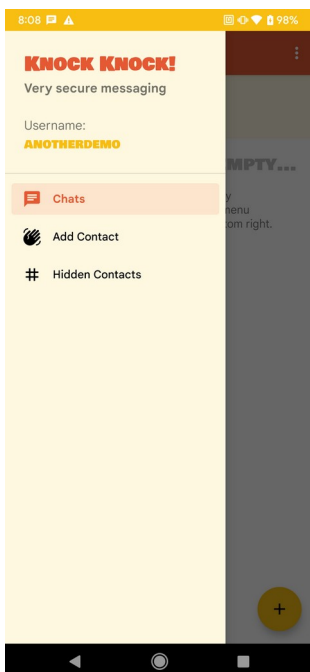 8:08
98%
Knock Knock!
Very secure messaging
Username:
ANOTHERDEMO
Chats
Add Contact
Hidden Contacts
MPTY...
y
menu
om right.